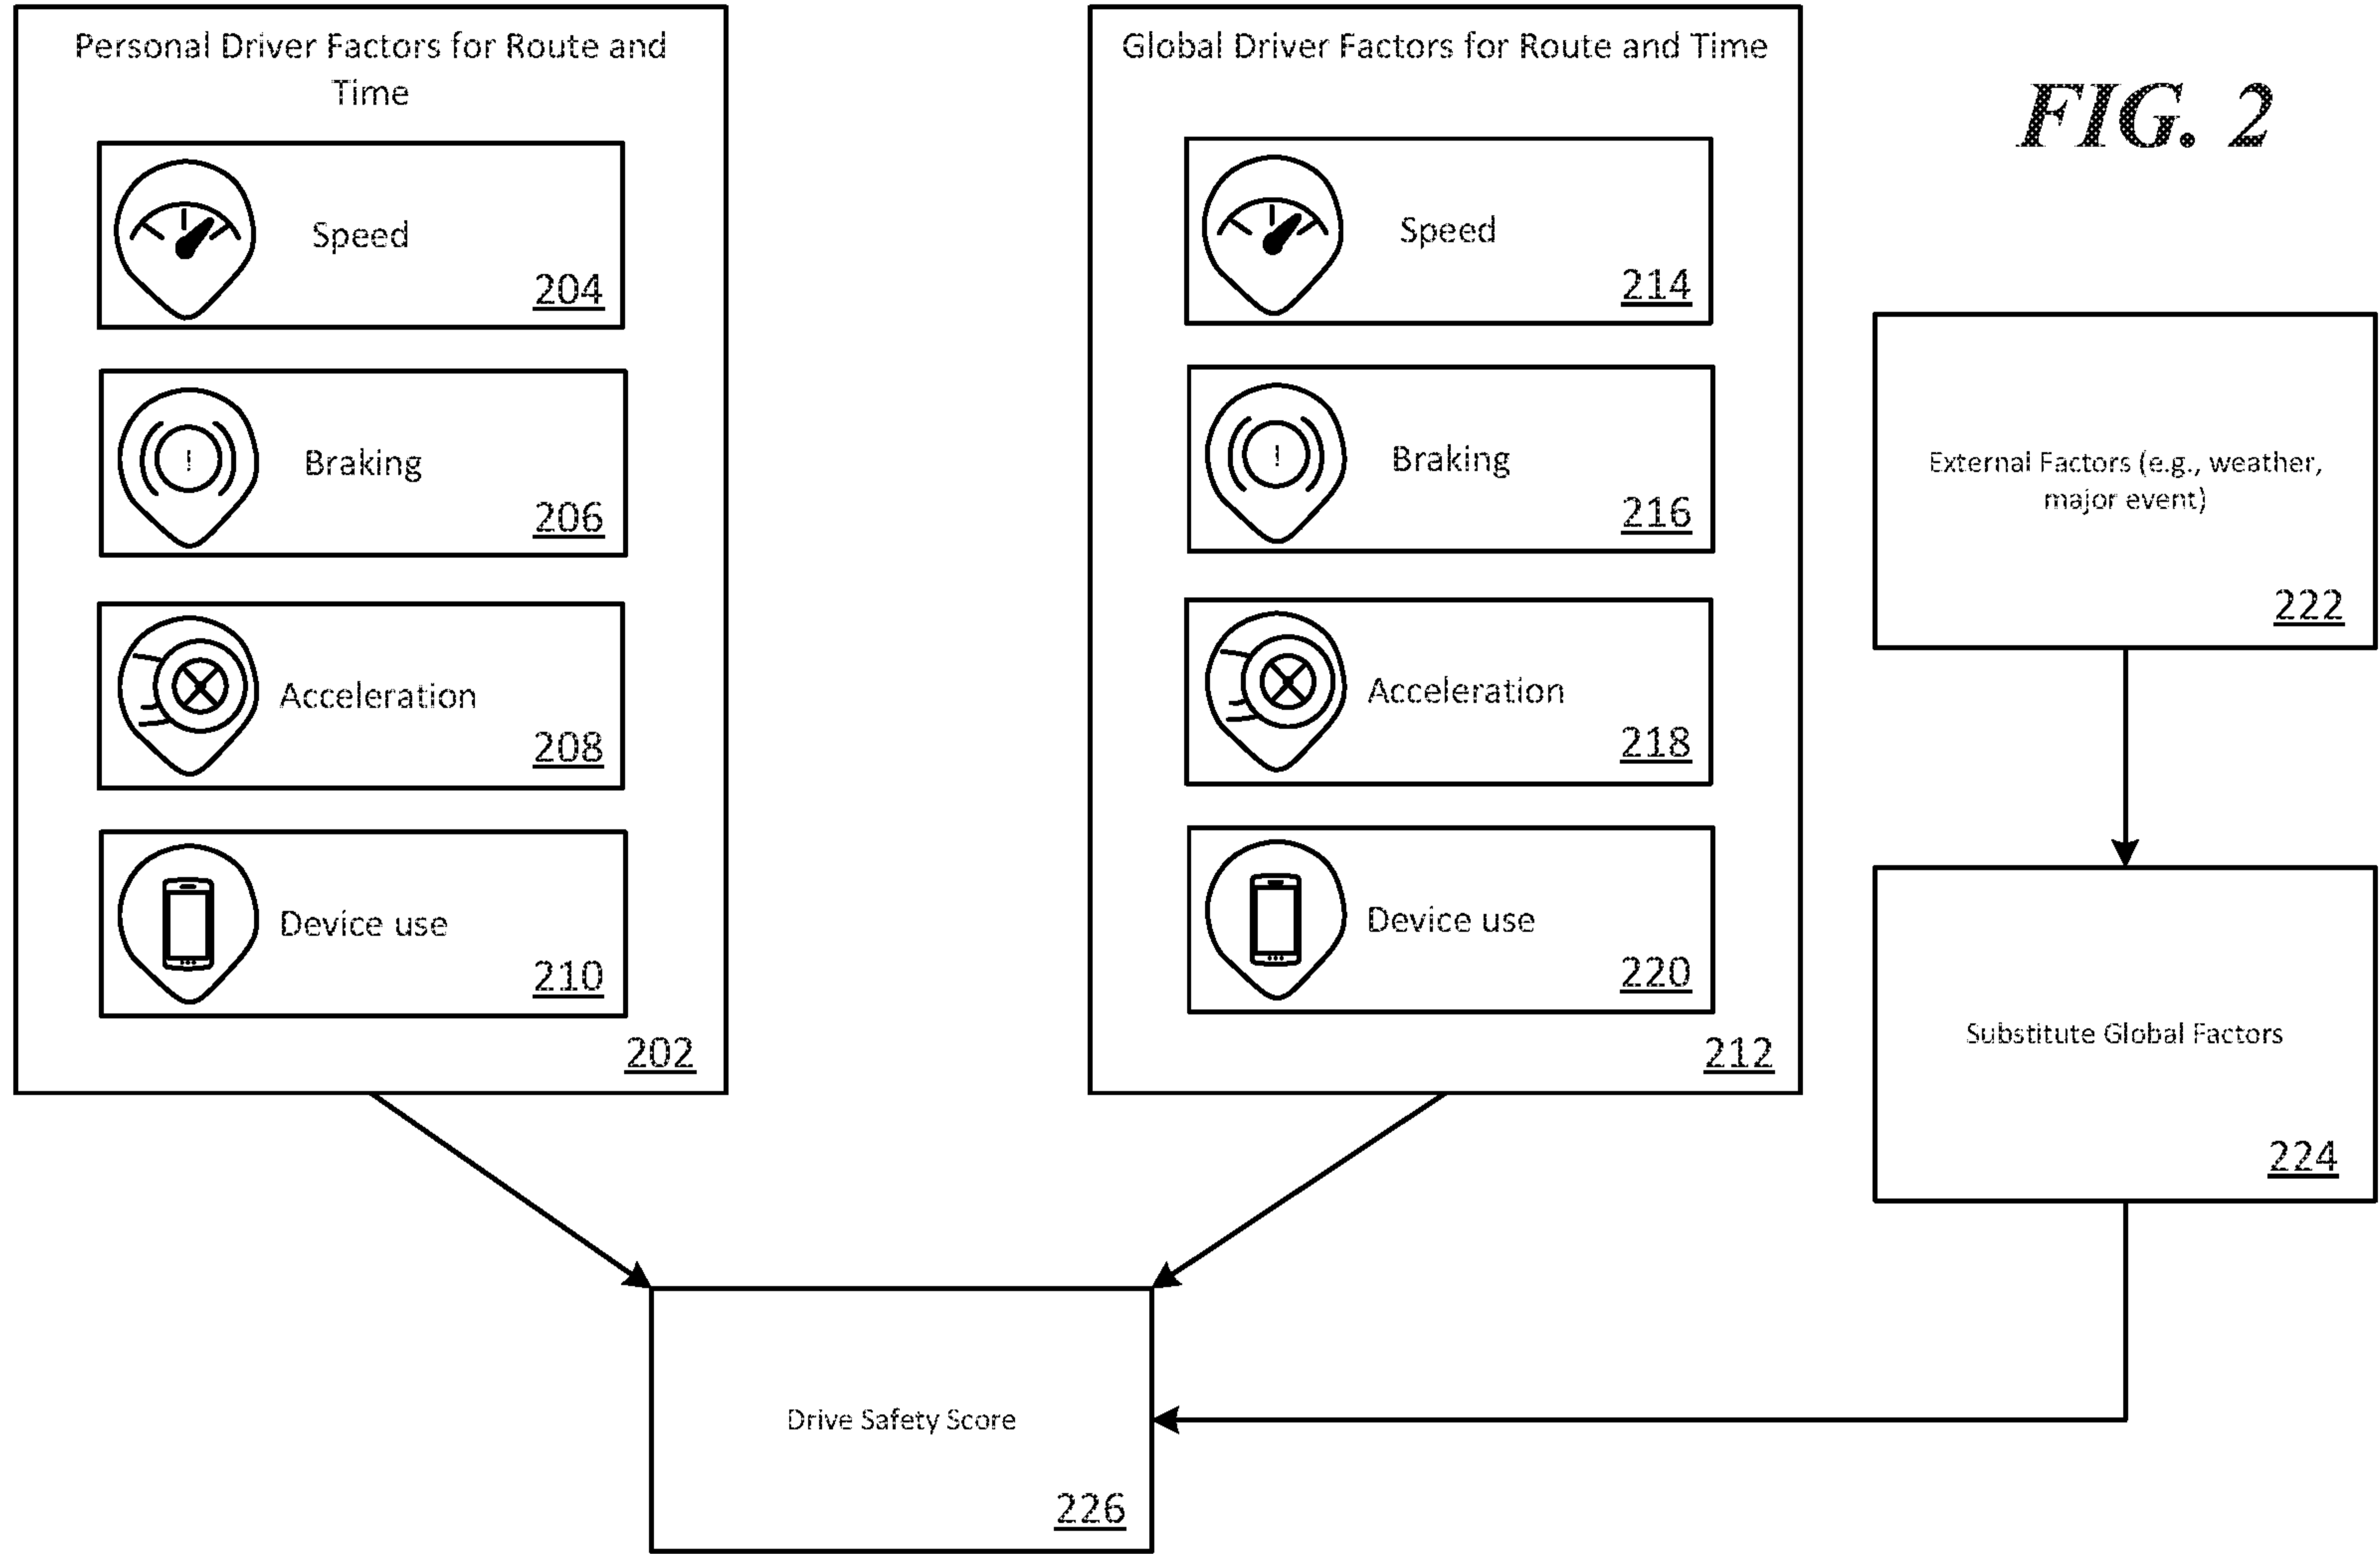 Personal Driver Factors for Route and
Time
Speed
204
!
Braking
206
Acceleration
208
Device use
210
202
Global Driver Factors for Route and Time
Speed
214
!
Braking
216
Acceleration
218
Device use
220
212
FIG. 2
External Factors (e.g., weather,
major event)
222
Substitute Global Factors
224
Drive Safety Score
226